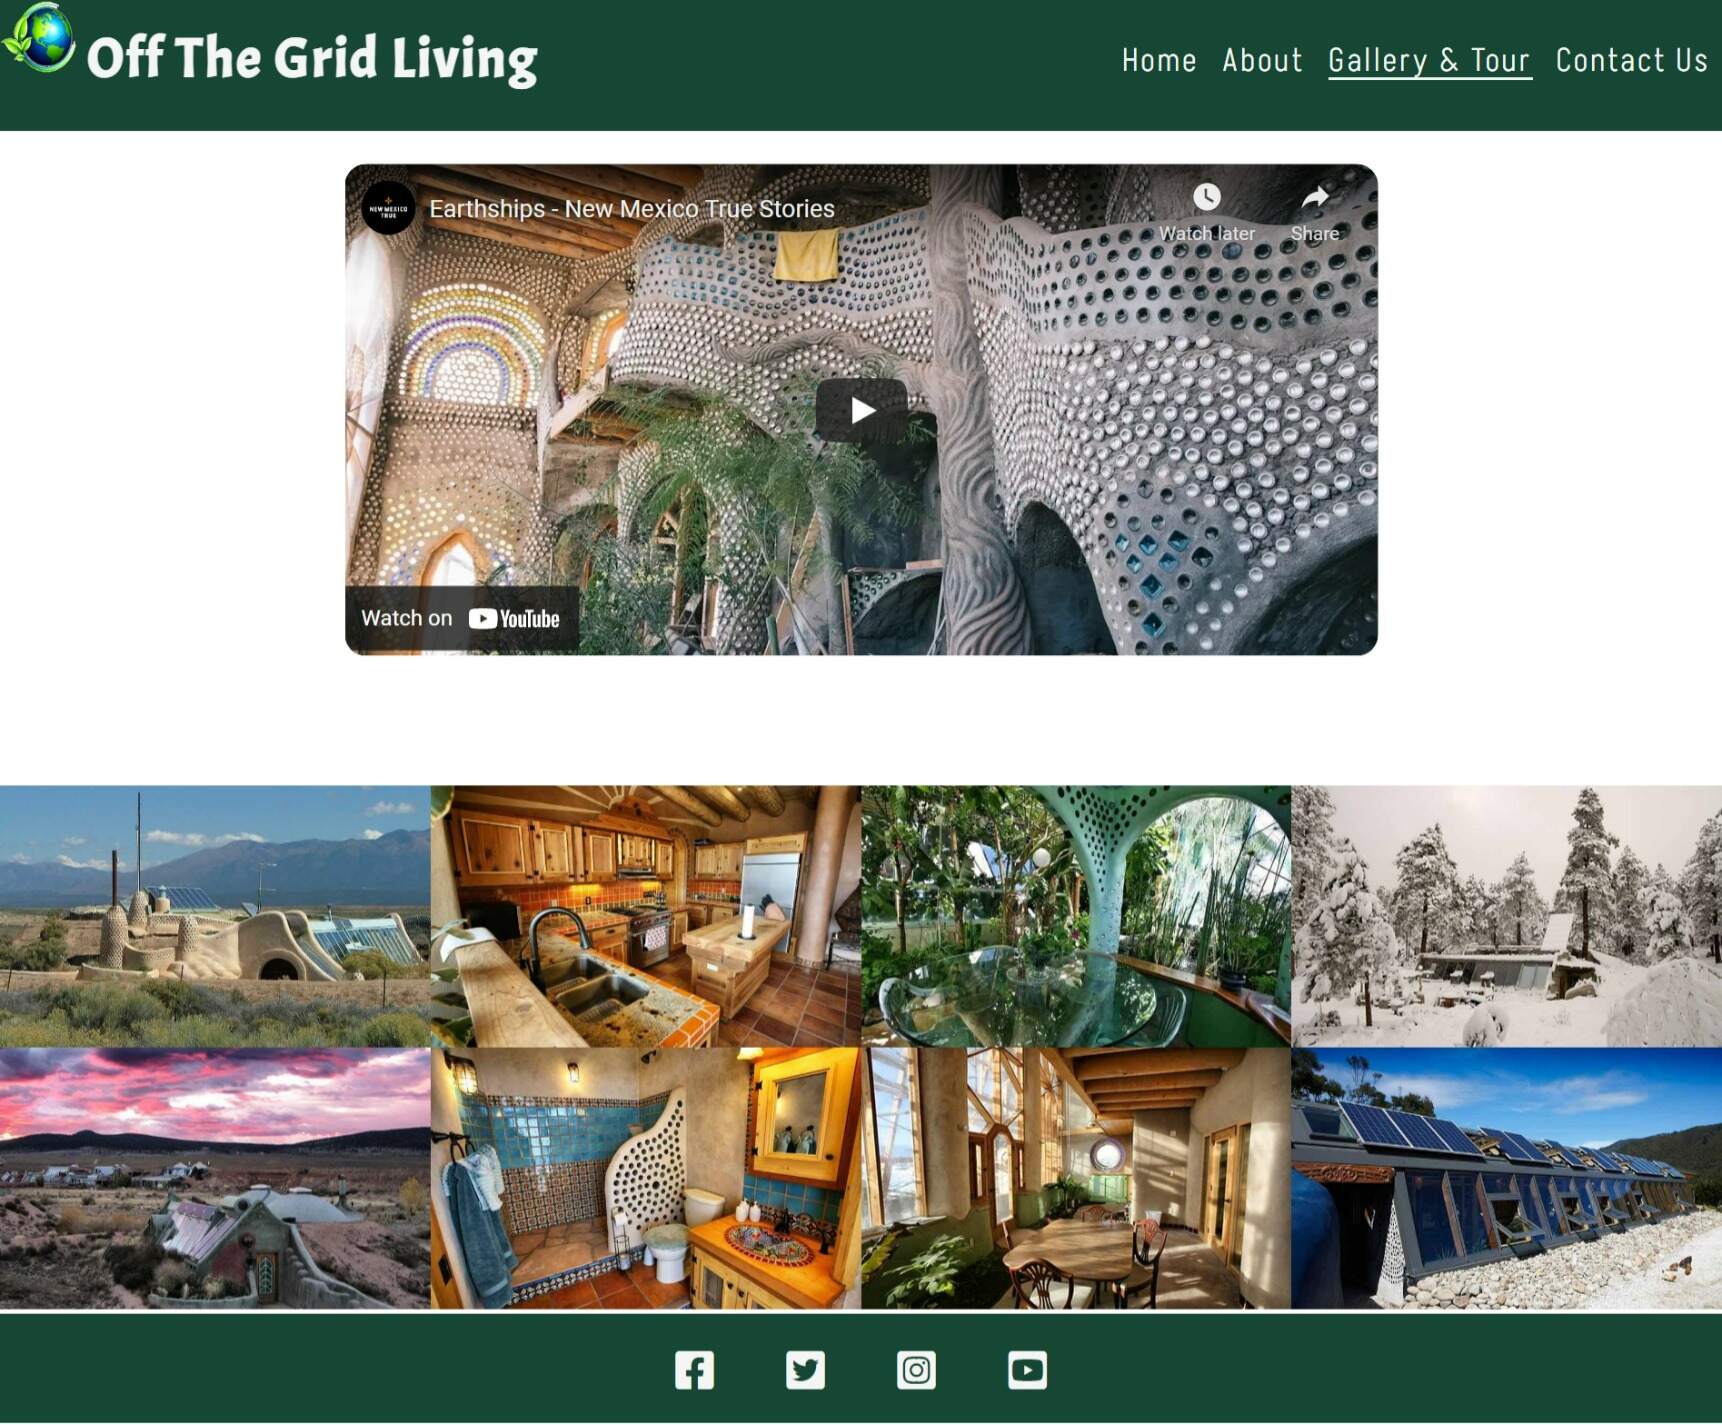 Off The Grid Living
Home About Gallery & Tour Contact Us
NEW MEXICO
TRUE
Earthships - New Mexico True Stories
Watch later Share
Watch on YouTube